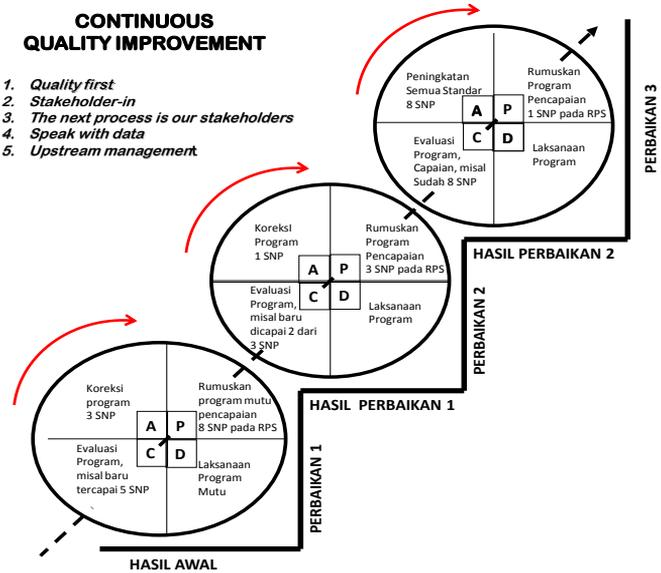 CONTINUOUS
QUALITY IMPROVEMENT
1. Quality first
2. Stakeholder-in
3. The next process is our stakeholders
4. Speak with data
5. Upstream management
Peningkatan
Semua Standar
8 SNP
Rumuskan
Program
Pencapaian
1 SNP pada RPS
A
P
C
D
Evaluasi
Program,
Capaian, misal
Sudah 8 SNP
Laksanaan
Program
PERBAIKAN 3
HASIL PERBAIKAN 2
Koreksl
Program
1 SNP
Rumuskan
Program
Pencapaian
3 SNP pada RPS
A
P
C
D
Evaluasi
Program,
misal baru
dicapai 2 dari
3 SNP
Laksanaan
Program
PERBAIKAN 2
HASIL PERBAIKAN 1
Koreksi
program
3 SNP
Rumuskan
program mutu
pencapaian
8 SNP pada RPS
A
P
C
D
Evaluasi
Program,
misal baru
tercapai 5 SNP
Laksanaan
Program
Mutu
PERBAIKAN 1
HASIL AWAL